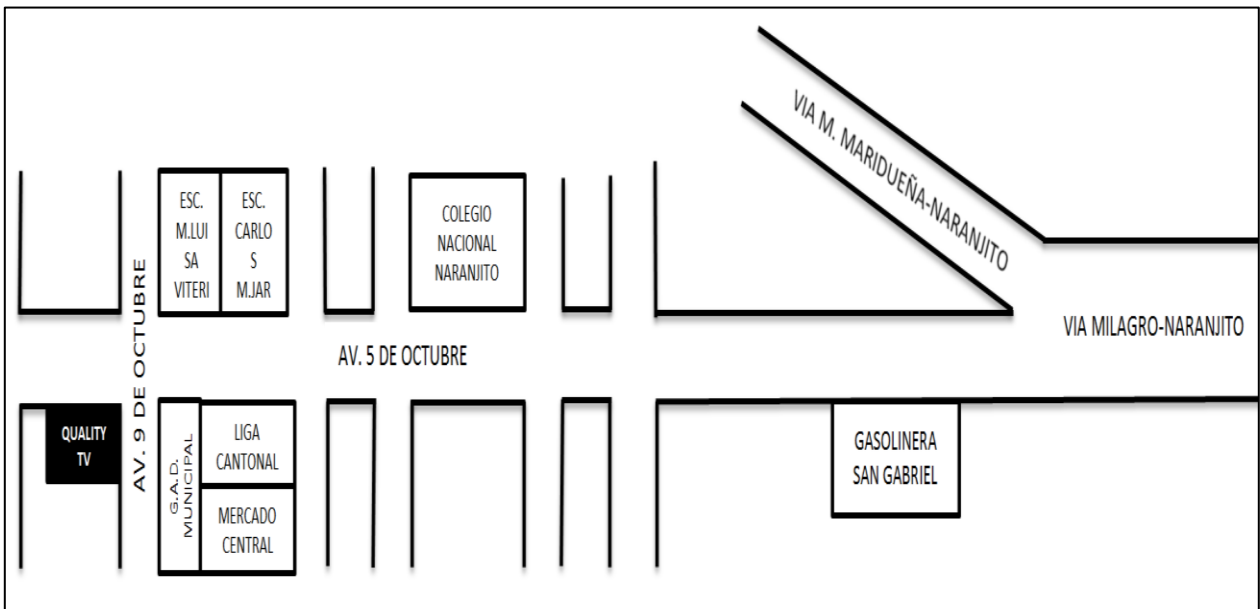 VIA M. MARIDUEÑA-NARANJITO
ESC.
M.LUI
SA
VITERI
ESC.
CARLO
S
M.JAR
COLEGIO
NACIONAL
NARANJITO
VIA MILAGRO-NARANJITO
AV. 9 DE OCTUBRE
AV. 5 DE OCTUBRE
QUALITY
TV
G.A.D.
MUNICIPAL
LIGA
CANTONAL
MERCADO
CENTRAL
GASOLINERA
SAN GABRIEL